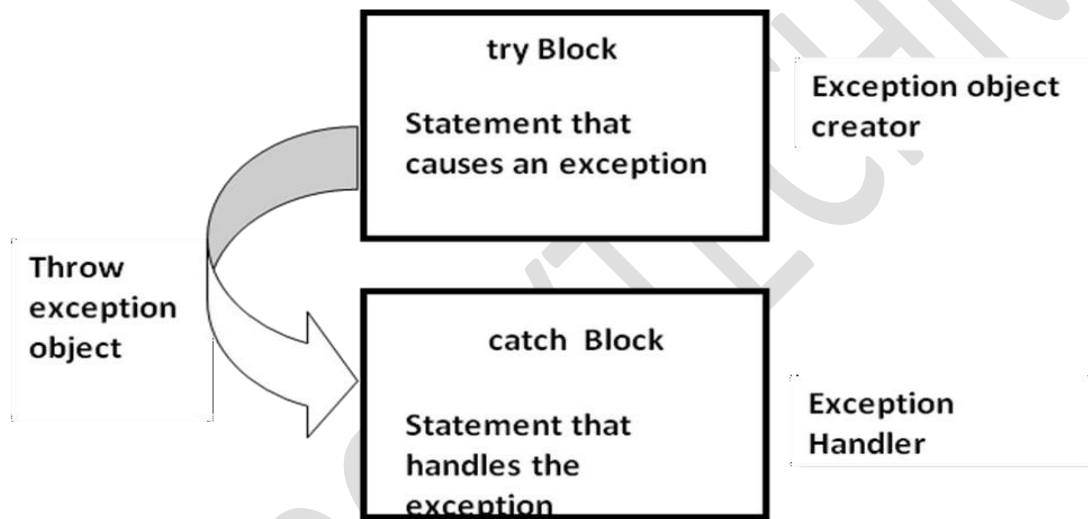 try Block
Statement that
causes an exception
Exception object
creator
Throw
exception
object
catch Block
Statement that
handles the
exception
Exception
Handler